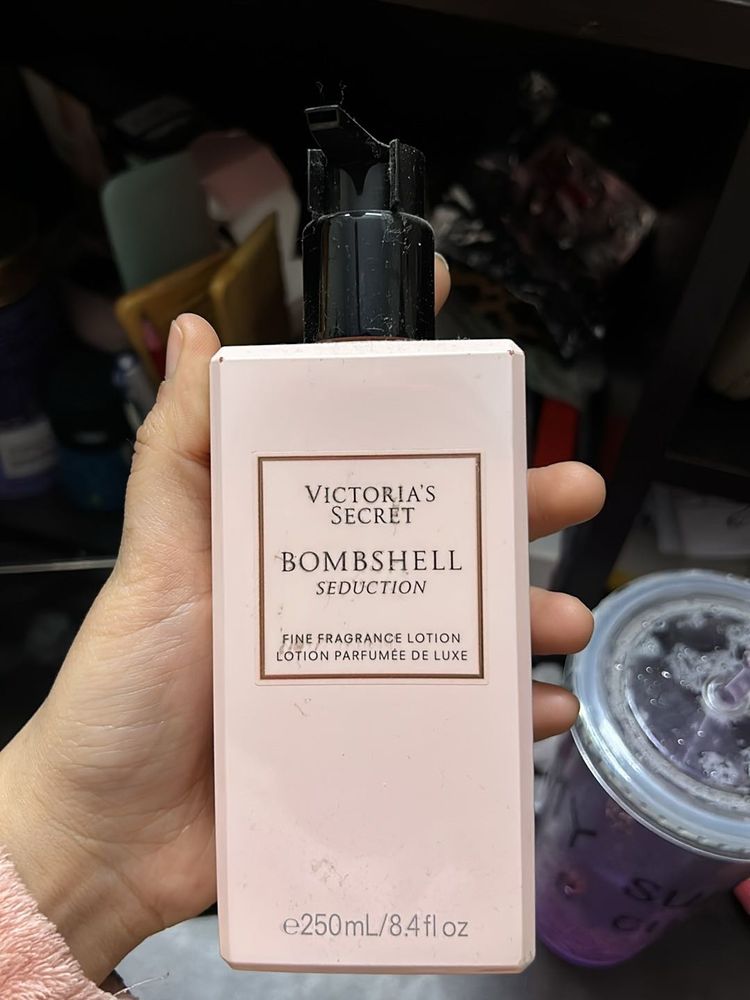 VICTORIA'S
SECRET
BOMBSHELL
SEDUCTION
FINE FRAGRANCE LOTION
LOTION PARFUMÉE DE LUXE
℮250mL/8.4fl oz